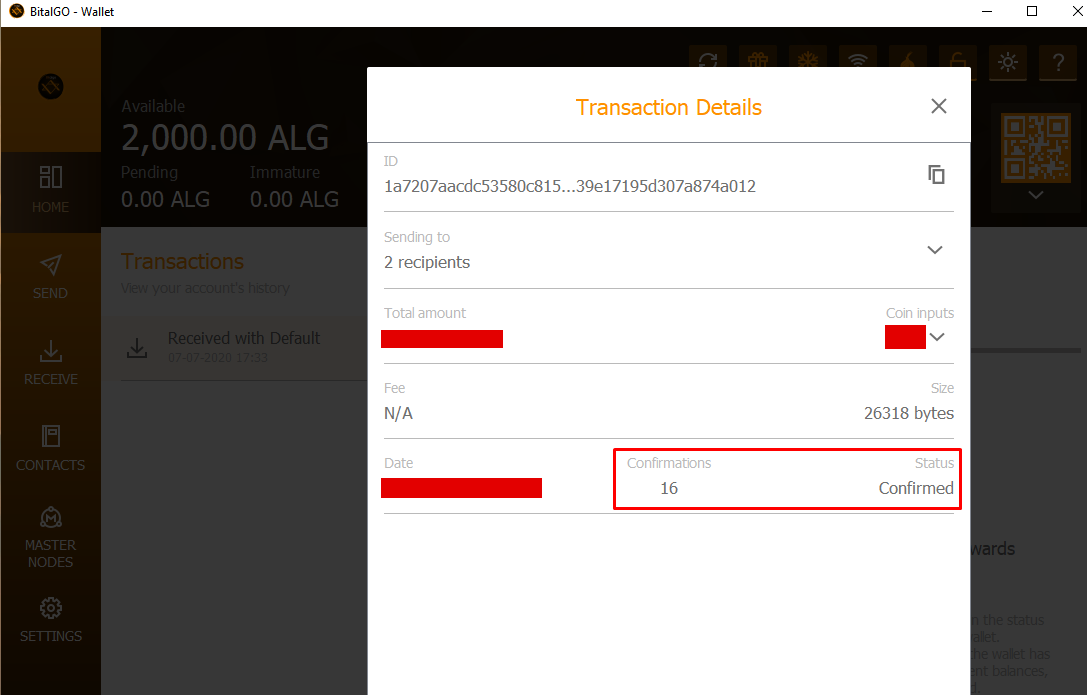 BitalGO - Wallet
Available
2,000.00 ALG
Pending
Immature
0.00 ALG
0.00 ALG
HOME
SEND
RECEIVE
CONTACTS
MASTER
NODES
SETTINGS
Transactions
View your account's history
Received with Default
07-07-2020 17:33
Transaction Details
ID
1a7207aacdc53580c815...39e17195d307a874a012
Sending to
2 recipients
Total amount
Coin inputs
Fee
Size
N/A
26318 bytes
Date
Confirmations
Status
16
Confirmed
wards
n the status
allet.
the wallet has
ent balances,